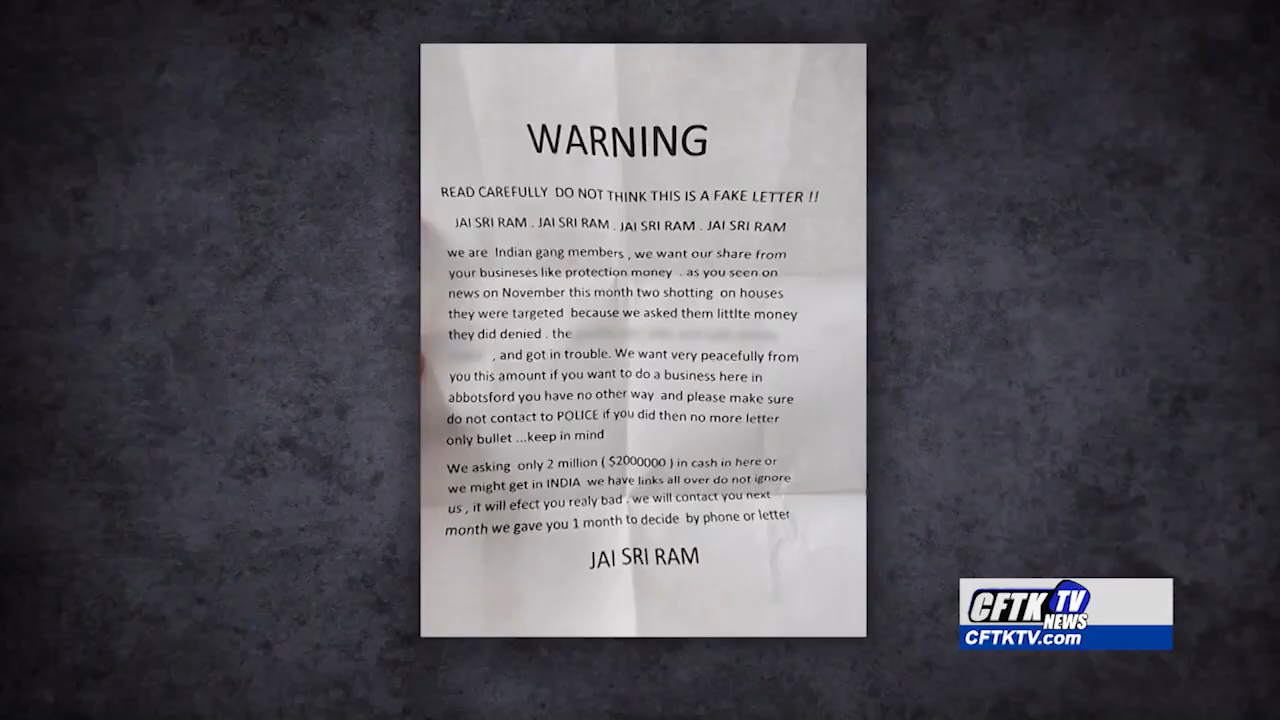 WARNING
READ CAREFULLY DO NOT THINK THIS IS A FAKE LETTER !!
JAI SRI RAM . JAI SRI RAM . JAI SRI RAM . JAI SRI RAM
we are Indian gang members , we want our share from
your busineses like protection money . as you seen on
news on November this month two shotting on houses
they were targeted because we asked them littlte money
they did denied . the
, and got in trouble. We want very peacefully from
you this amount if you want to do a business here in
abbotsford you have no other way and please make sure
do not contact to POLICE if you did then no more letter
only bullet ...keep in mind
We asking only 2 million ( $2000000 ) in cash in here or
we might get in INDIA we have links all over do not ignore
us , it will efect you realy bad . we will contact you next
month we gave you 1 month to decide by phone or letter
JAI SRI RAM
CFTK TV
NEWS
CFTKTV.com